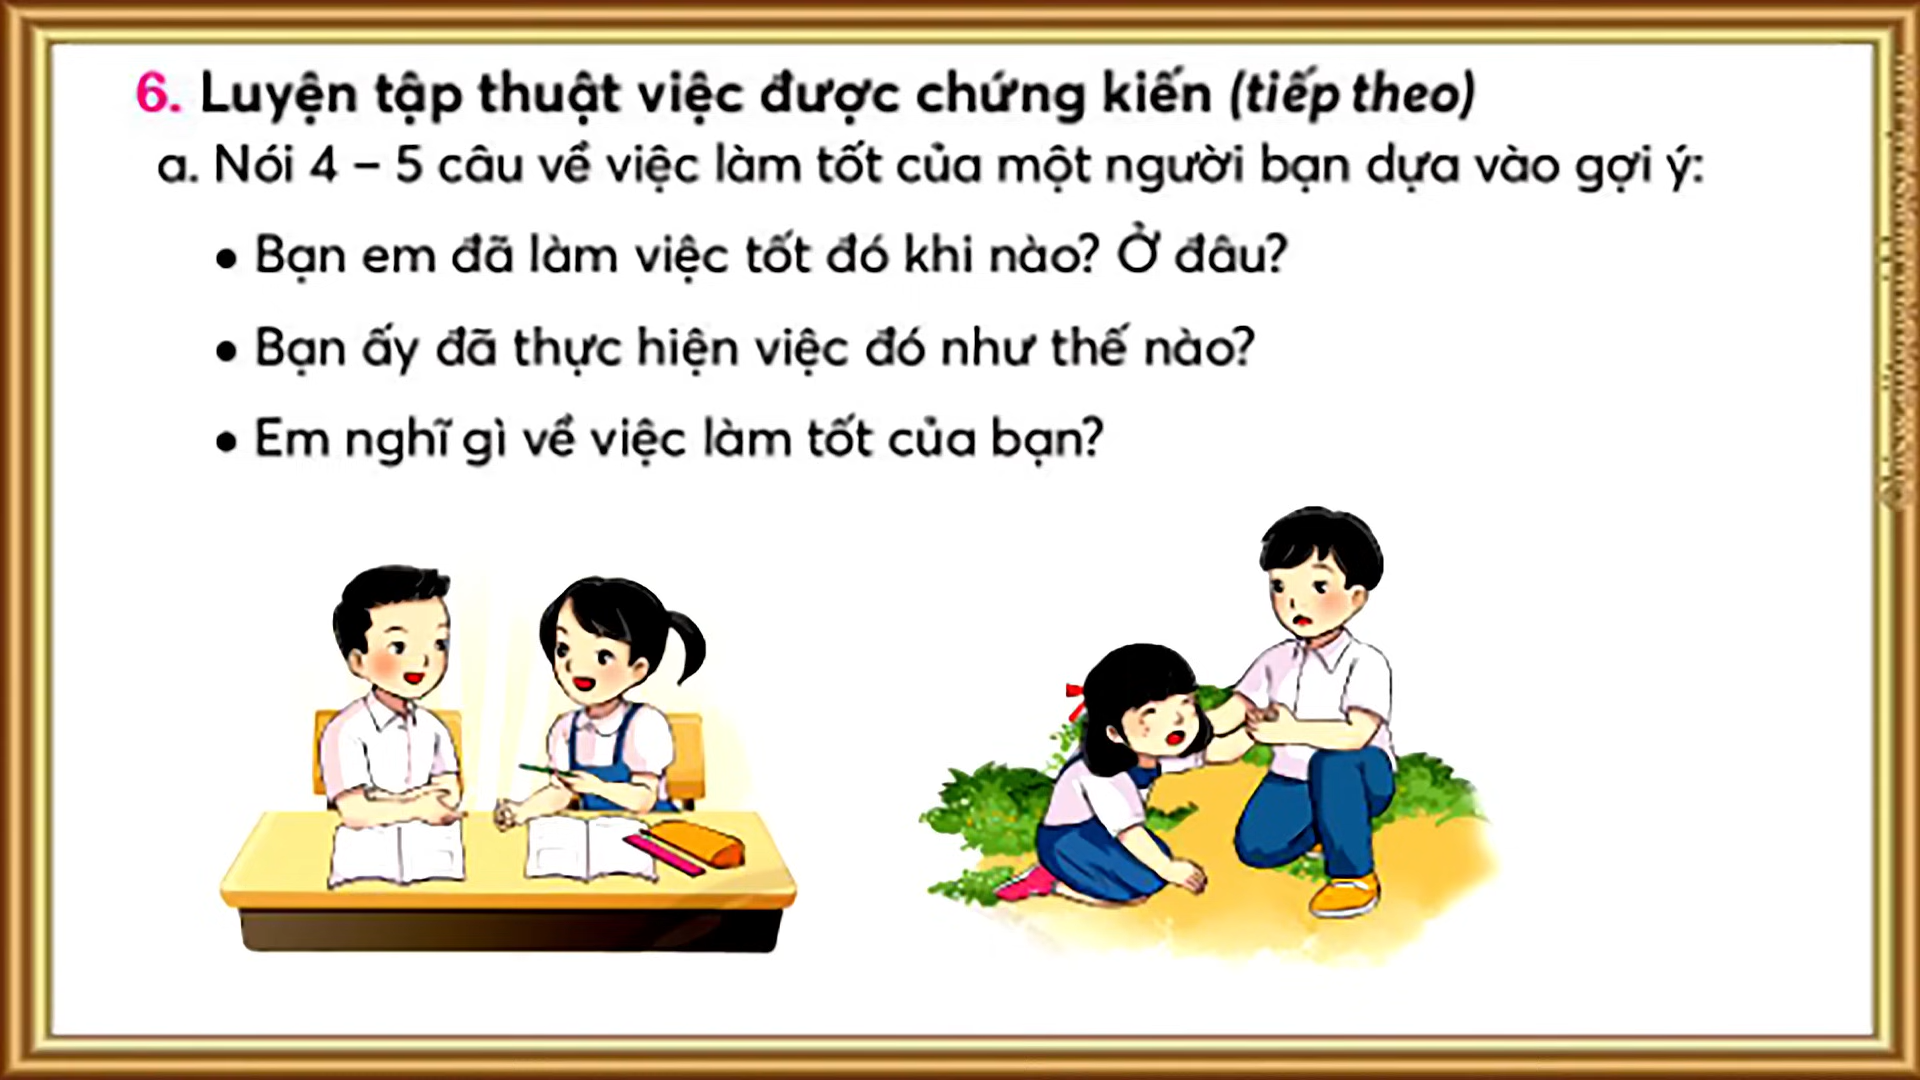 6. Luyện tập thuật việc được chứng kiến (tiếp theo)
a. Nói 4 – 5 câu về việc làm tốt của một người bạn dựa vào gợi ý:
• Bạn em đã làm việc tốt đó khi nào? Ở đâu?
• Bạn ấy đã thực hiện việc đó như thế nào?
• Em nghĩ gì về việc làm tốt của bạn?